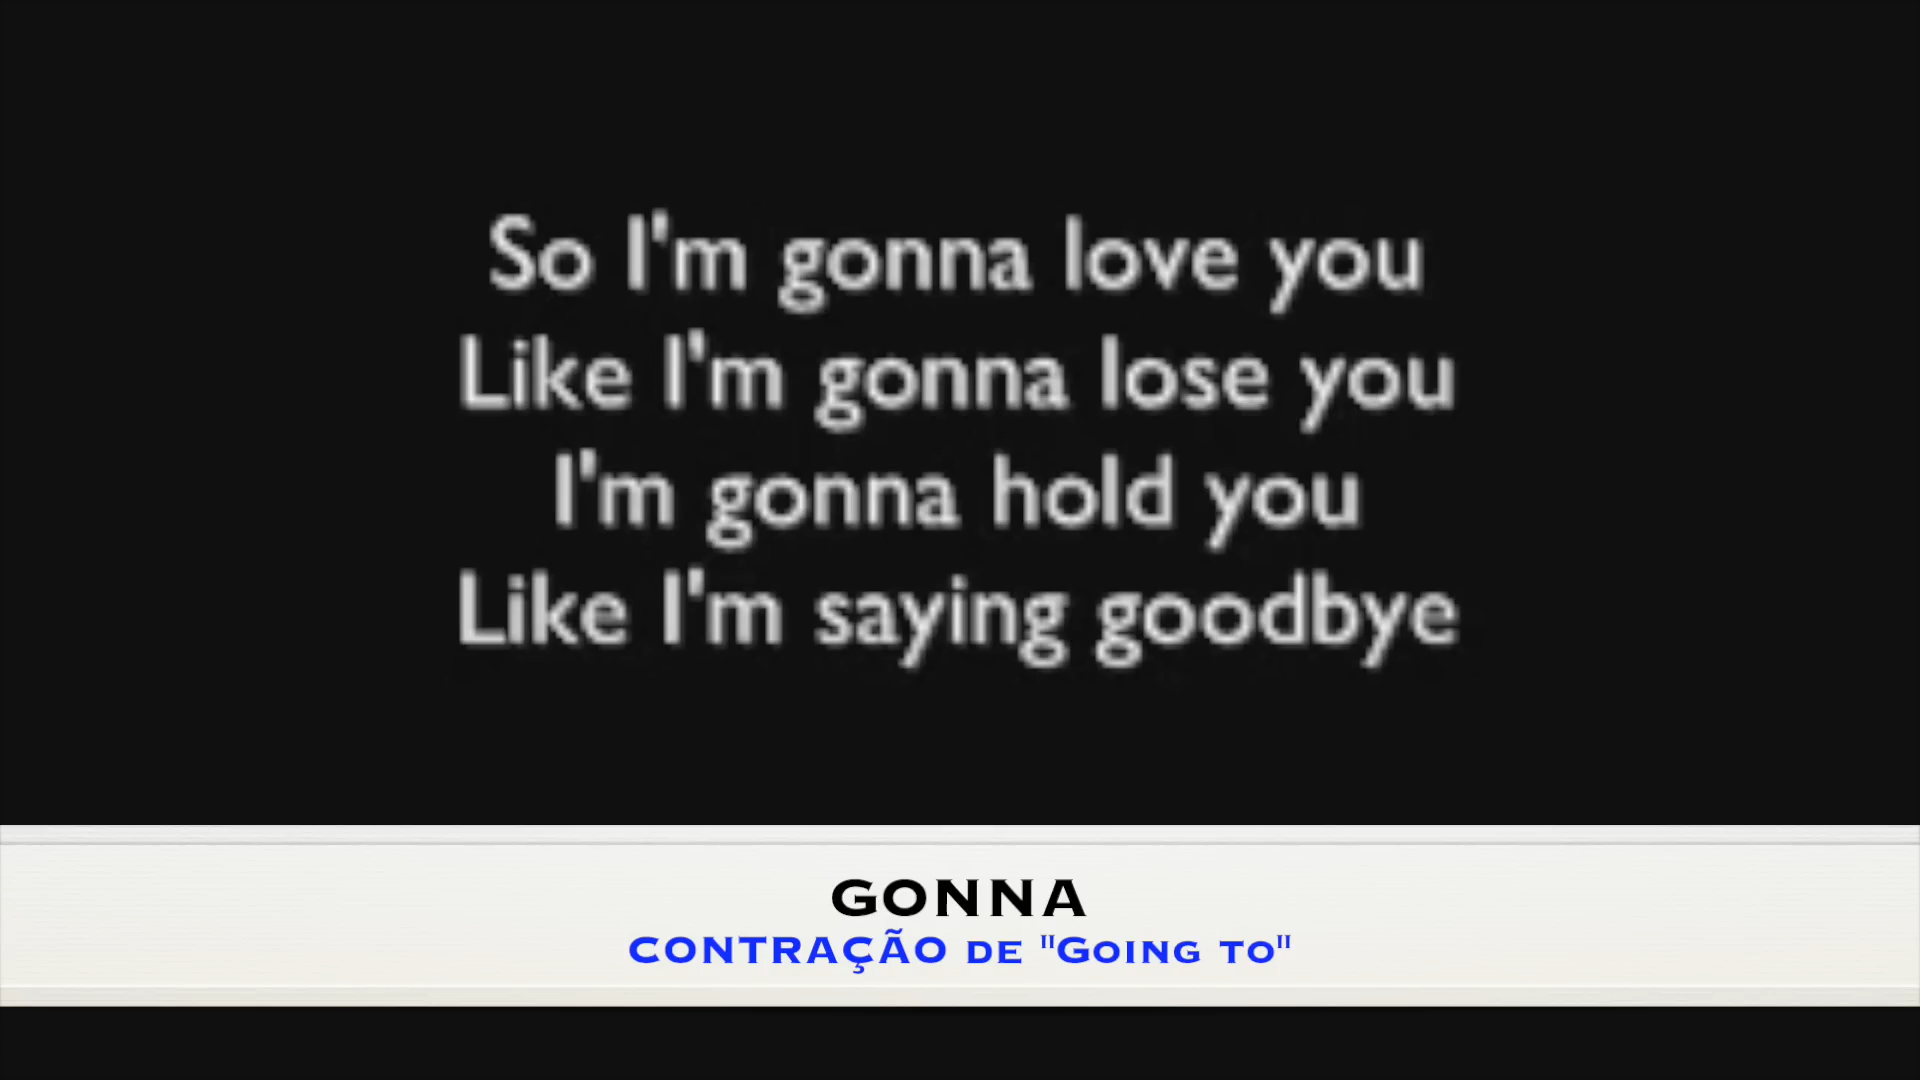 So I'm gonna love you
Like I'm gonna lose you
I'm gonna hold you
Like I'm saying goodbye
GONNA
CONTRAÇÃO DE "GOING TO"